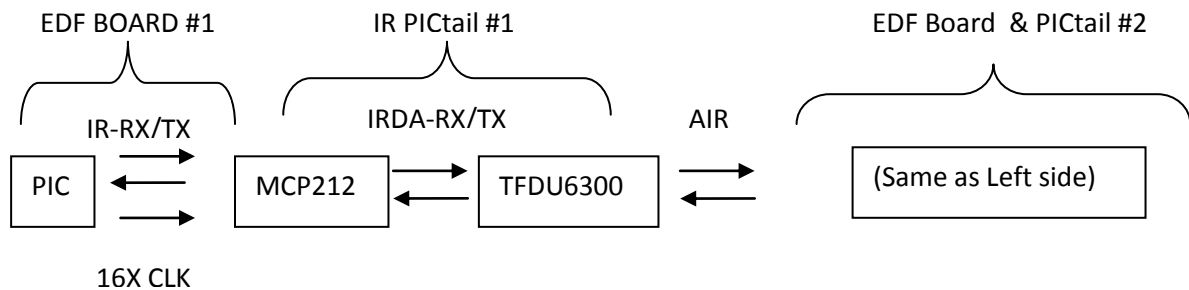 EDF BOARD #1
IR PICtail #1
EDF Board & PICtail #2
IR-RX/TX
IRDA-RX/TX
AIR
PIC
MCP212
TFDU6300
(Same as Left side)
16X CLK